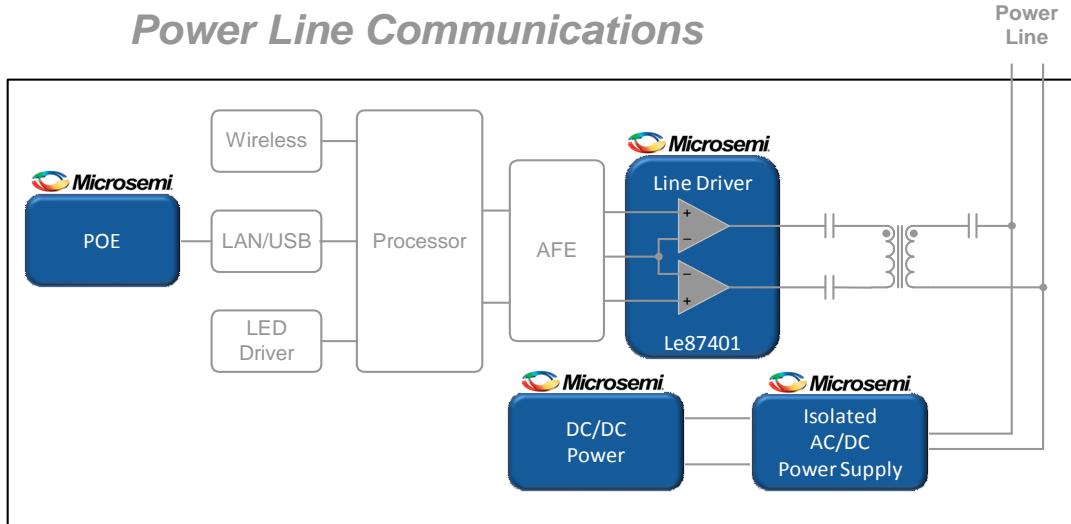 Power Line Communications
Power
Line
Wireless
Microsemi
Line Driver
Microsemi
POE
LAN/USB
Processor
AFE
+
−
−
+
LED
Driver
Le87401
Microsemi
DC/DC
Power
Microsemi
Isolated
AC/DC
Power Supply